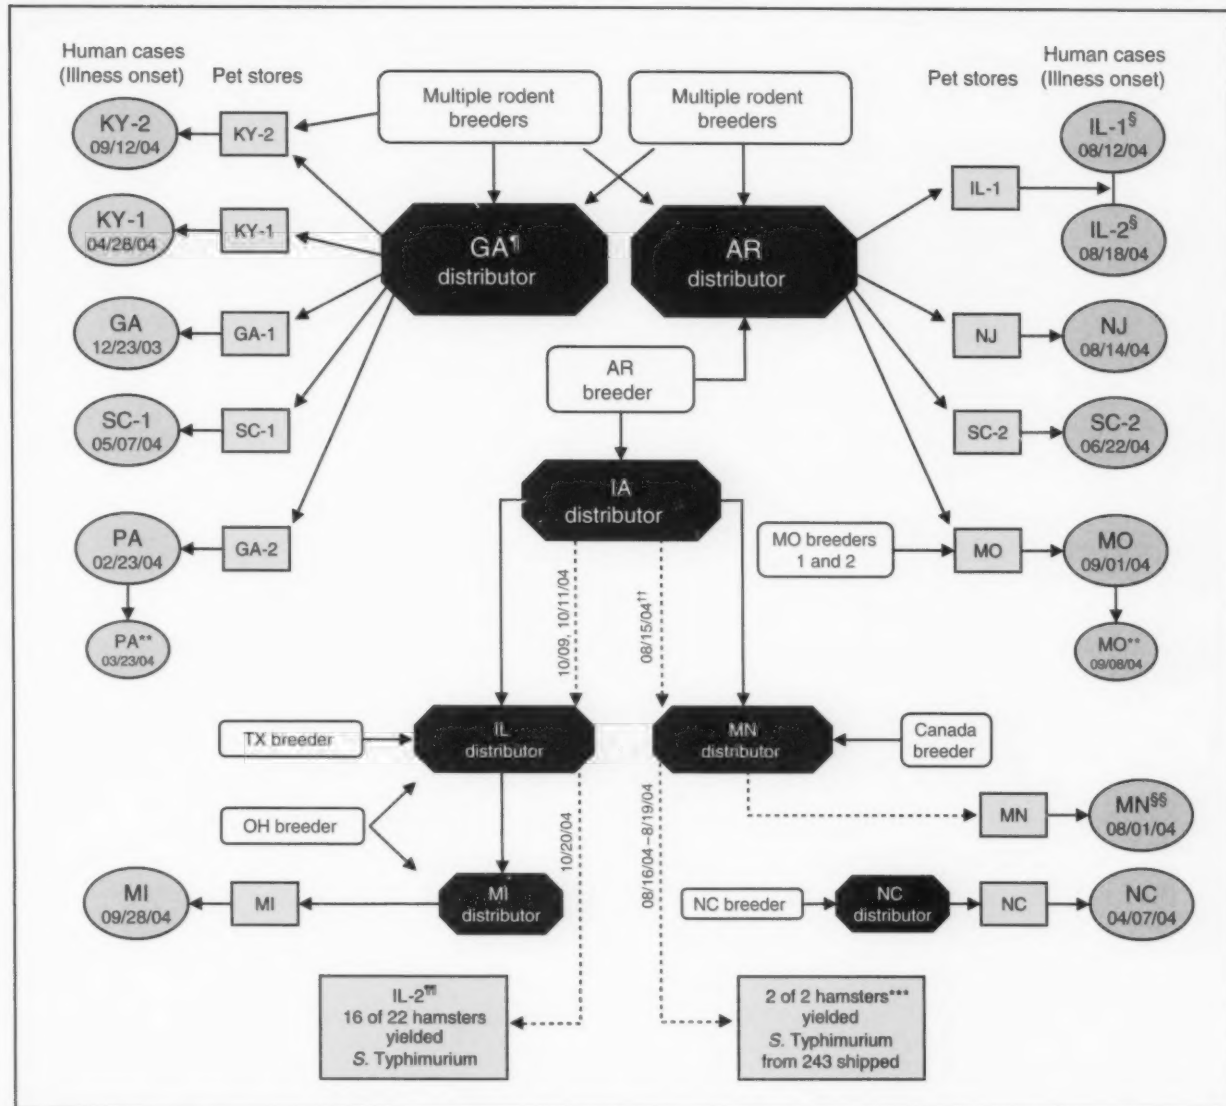 Human cases
(Illness onset)
Pet stores
KY-2
09/12/04
KY-2
KY-1
04/28/04
KY-1
GA
12/23/03
GA-1
SC-1
05/07/04
SC-1
PA
02/23/04
GA-2
PA**
03/23/04
Multiple rodent
breeders
Multiple rodent
breeders
GA¶
distributor
AR
distributor
AR
breeder
IA
distributor
Human cases
Pet stores
(Illness onset)
IL-1§
08/12/04
IL-1
IL-2§
08/18/04
NJ
NJ
08/14/04
SC-2
SC-2
06/22/04
MO breeders
1 and 2
MO
MO
09/01/04
MO**
09/08/04
10/09, 10/11/04
08/15/04††
TX breeder
IL
distributor
MN
distributor
Canada
breeder
OH breeder
10/20/04
08/16/04–8/19/04
MN
MN§§
08/01/04
MI
09/28/04
MI
MI
distributor
NC breeder
NC
distributor
NC
NC
04/07/04
IL-2¶¶
16 of 22 hamsters
yielded
S. Typhimurium
2 of 2 hamsters***
yielded
S. Typhimurium
from 243 shipped